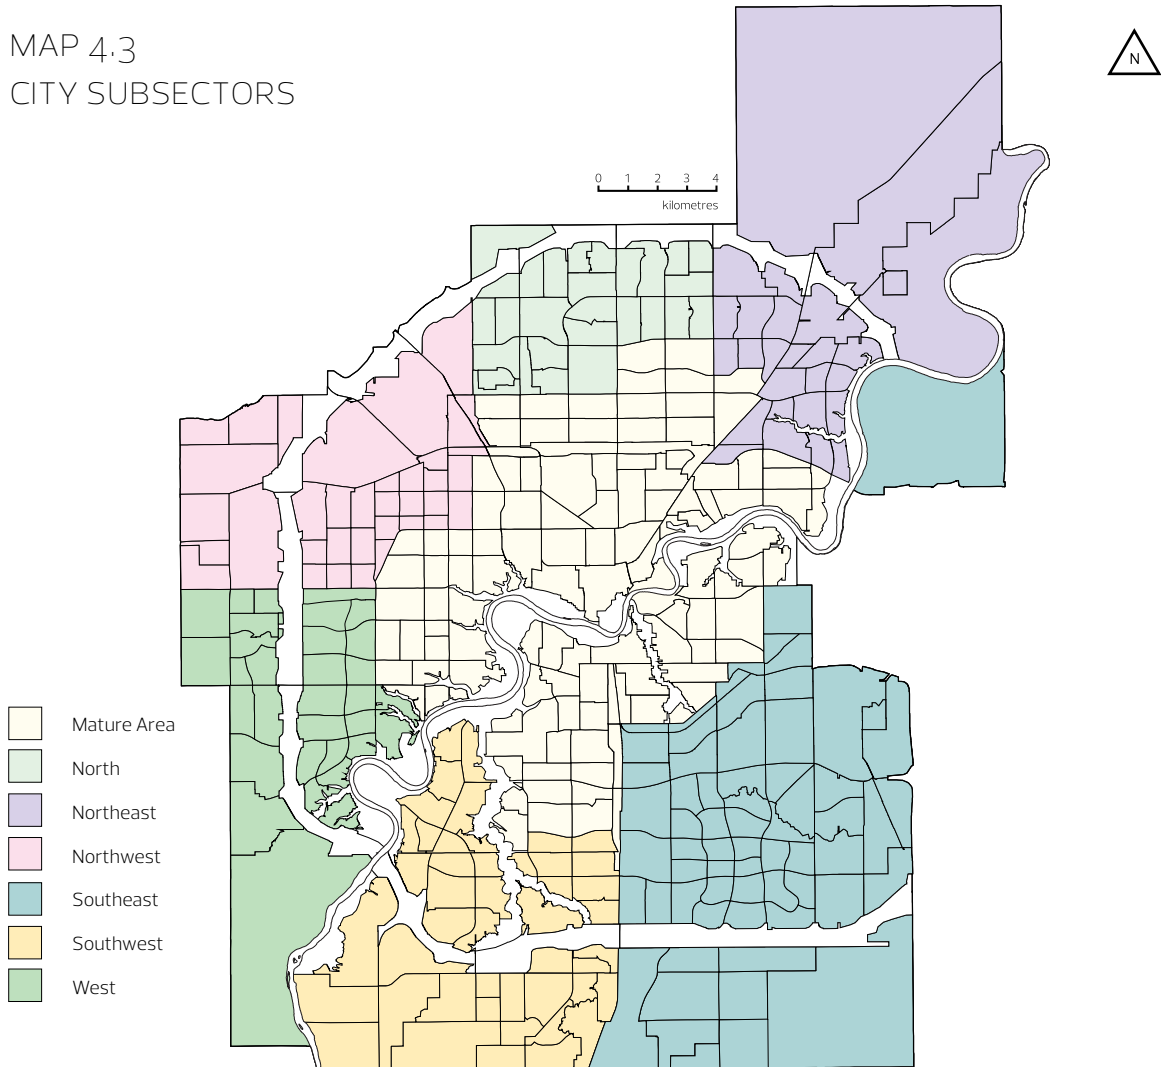 MAP 4.3
CITY SUBSECTORS
N
0 1 2 3 4
kilometres
Mature Area
North
Northeast
Northwest
Southeast
Southwest
West